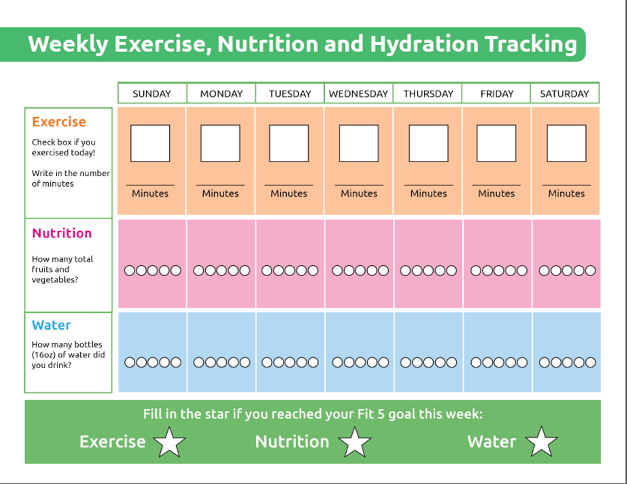 Weekly Exercise, Nutrition and Hydration Tracking
SUNDAY MONDAY TUESDAY WEDNESDAY THURSDAY FRIDAY SATURDAY
Exercise
Check box if you
exercised today!
Write in the number
of minutes
Minutes Minutes Minutes Minutes Minutes Minutes Minutes
Nutrition
How many total
fruits and
vegetables?
Water
How many bottles
(16oz) of water did
you drink?
Fill in the star if you reached your Fit 5 goal this week:
Exercise Nutrition Water